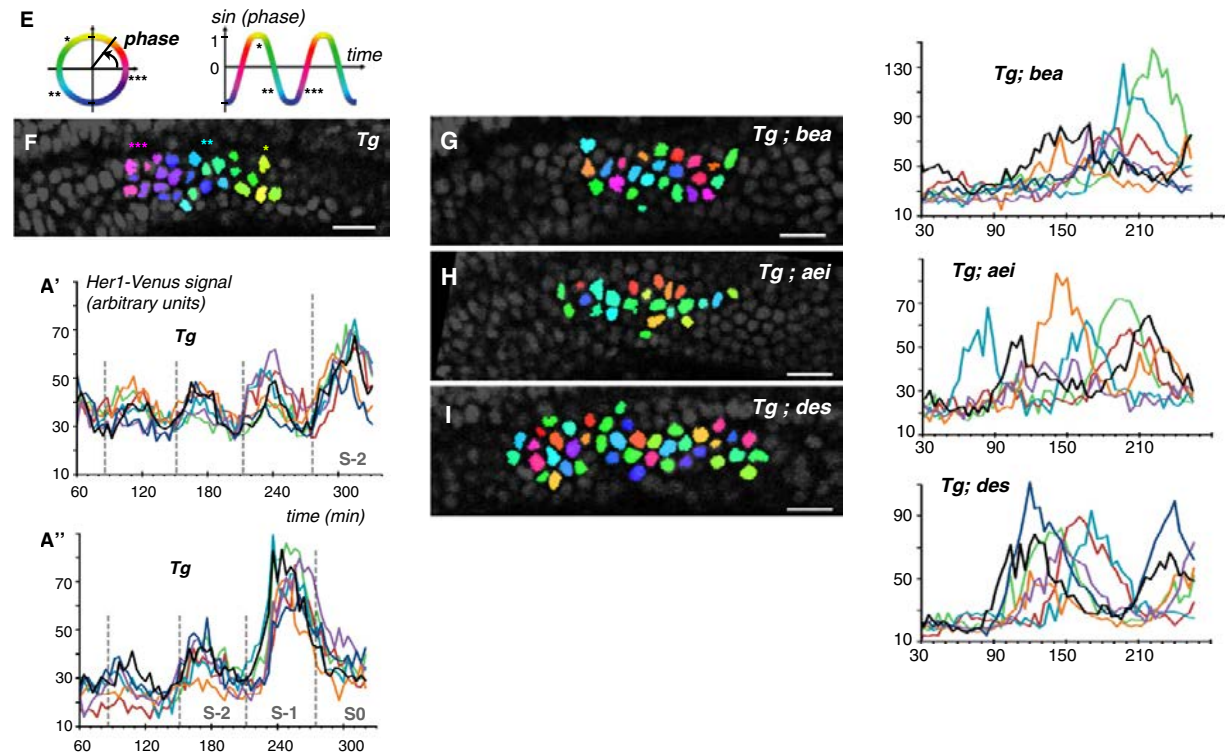 E
phase
*
**
***
sin (phase)
1
0
time
*
**
***
F
***
**
*
Tg
A’
Her1-Venus signal
(arbitrary units)
Tg
70
50
30
10
S-2
60 120 180 240 300
time (min)
A’’
Tg
70
50
30
10
S-2 S-1 S0
60 120 180 240 300
G
Tg ; bea
H
Tg ; aei
I
Tg ; des
Tg; bea
130
90
50
10
30 90 150 210
Tg; aei
70
50
30
10
30 90 150 210
Tg; des
90
50
10
30 90 150 210